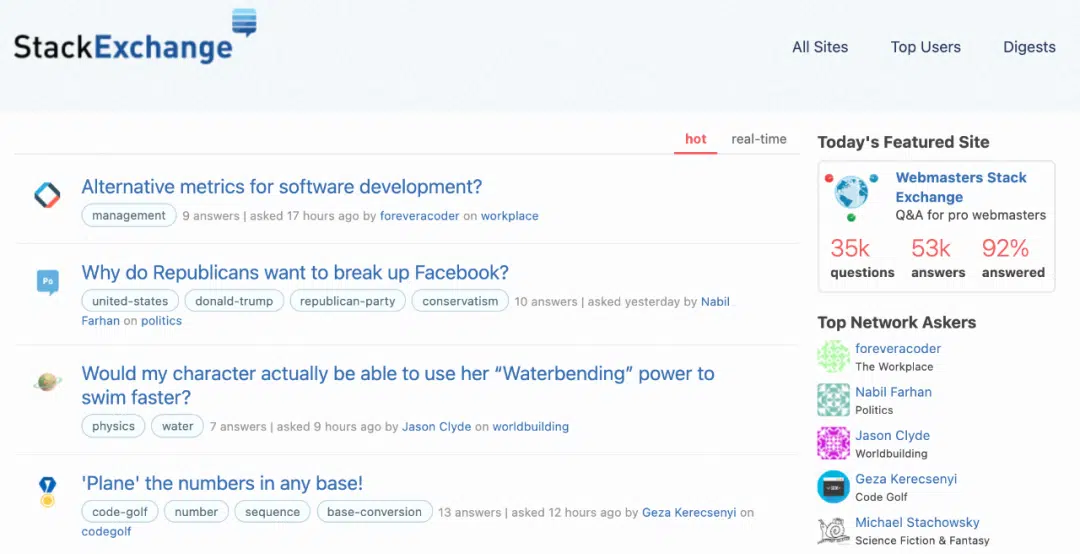 StackExchange
All Sites Top Users Digests
hot real-time
Alternative metrics for software development?
management 9 answers | asked 17 hours ago by foreveracoder on workplace
Po
Why do Republicans want to break up Facebook?
united-states donald-trump republican-party conservatism 10 answers | asked yesterday by Nabil
Farhan on politics
Would my character actually be able to use her “Waterbending” power to
swim faster?
physics water 7 answers | asked 9 hours ago by Jason Clyde on worldbuilding
'Plane' the numbers in any base!
code-golf number sequence base-conversion 13 answers | asked 12 hours ago by Geza Kerecsenyi on
codegolf
Today's Featured Site
Webmasters Stack
Exchange
Q&A for pro webmasters
35k 53k 92%
questions answers answered
Top Network Askers
foreveracoder
The Workplace
Nabil Farhan
Politics
Jason Clyde
Worldbuilding
Geza Kerecsenyi
Code Golf
Michael Stachowsky
Science Fiction & Fantasy